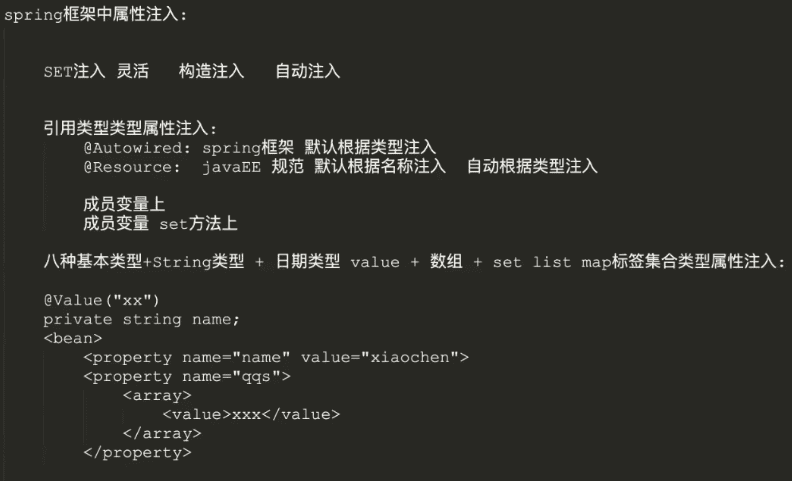 spring框架中属性注入:
SET注入 灵活 构造注入 自动注入
引用类型类型属性注入:
@Autowired: spring框架 默认根据类型注入
@Resource: javaEE 规范 默认根据名称注入 自动根据类型注入
成员变量上
成员变量 set方法上
八种基本类型+String类型 + 日期类型 value + 数组 + set list map标签集合类型属性注入:
@Value("xx")
private string name;
<bean>
<property name="name" value="xiaochen">
<property name="qqs">
<array>
<value>xxx</value>
</array>
</property>